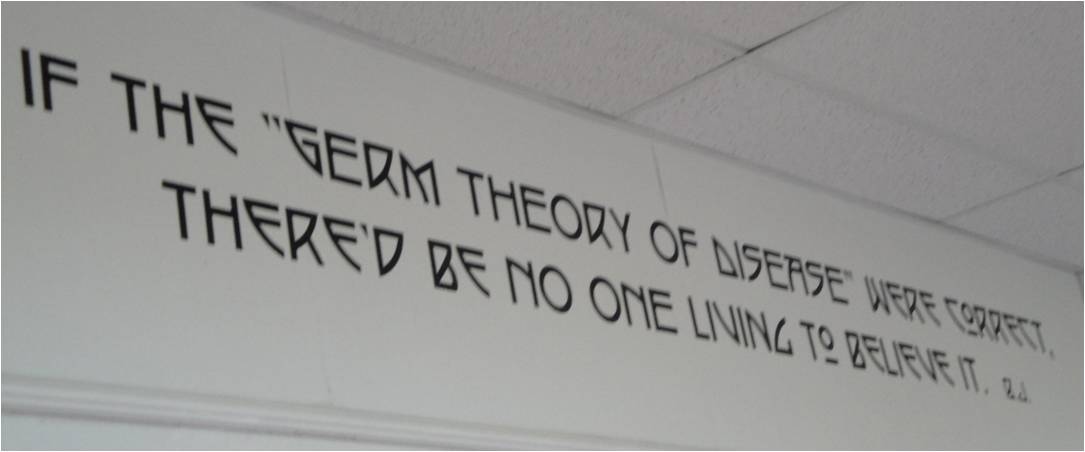 IF THE "GERM THEORY OF DISEASE" WERE CORRECT,
THERE'D BE NO ONE LIVING TO BELIEVE IT. B.J.